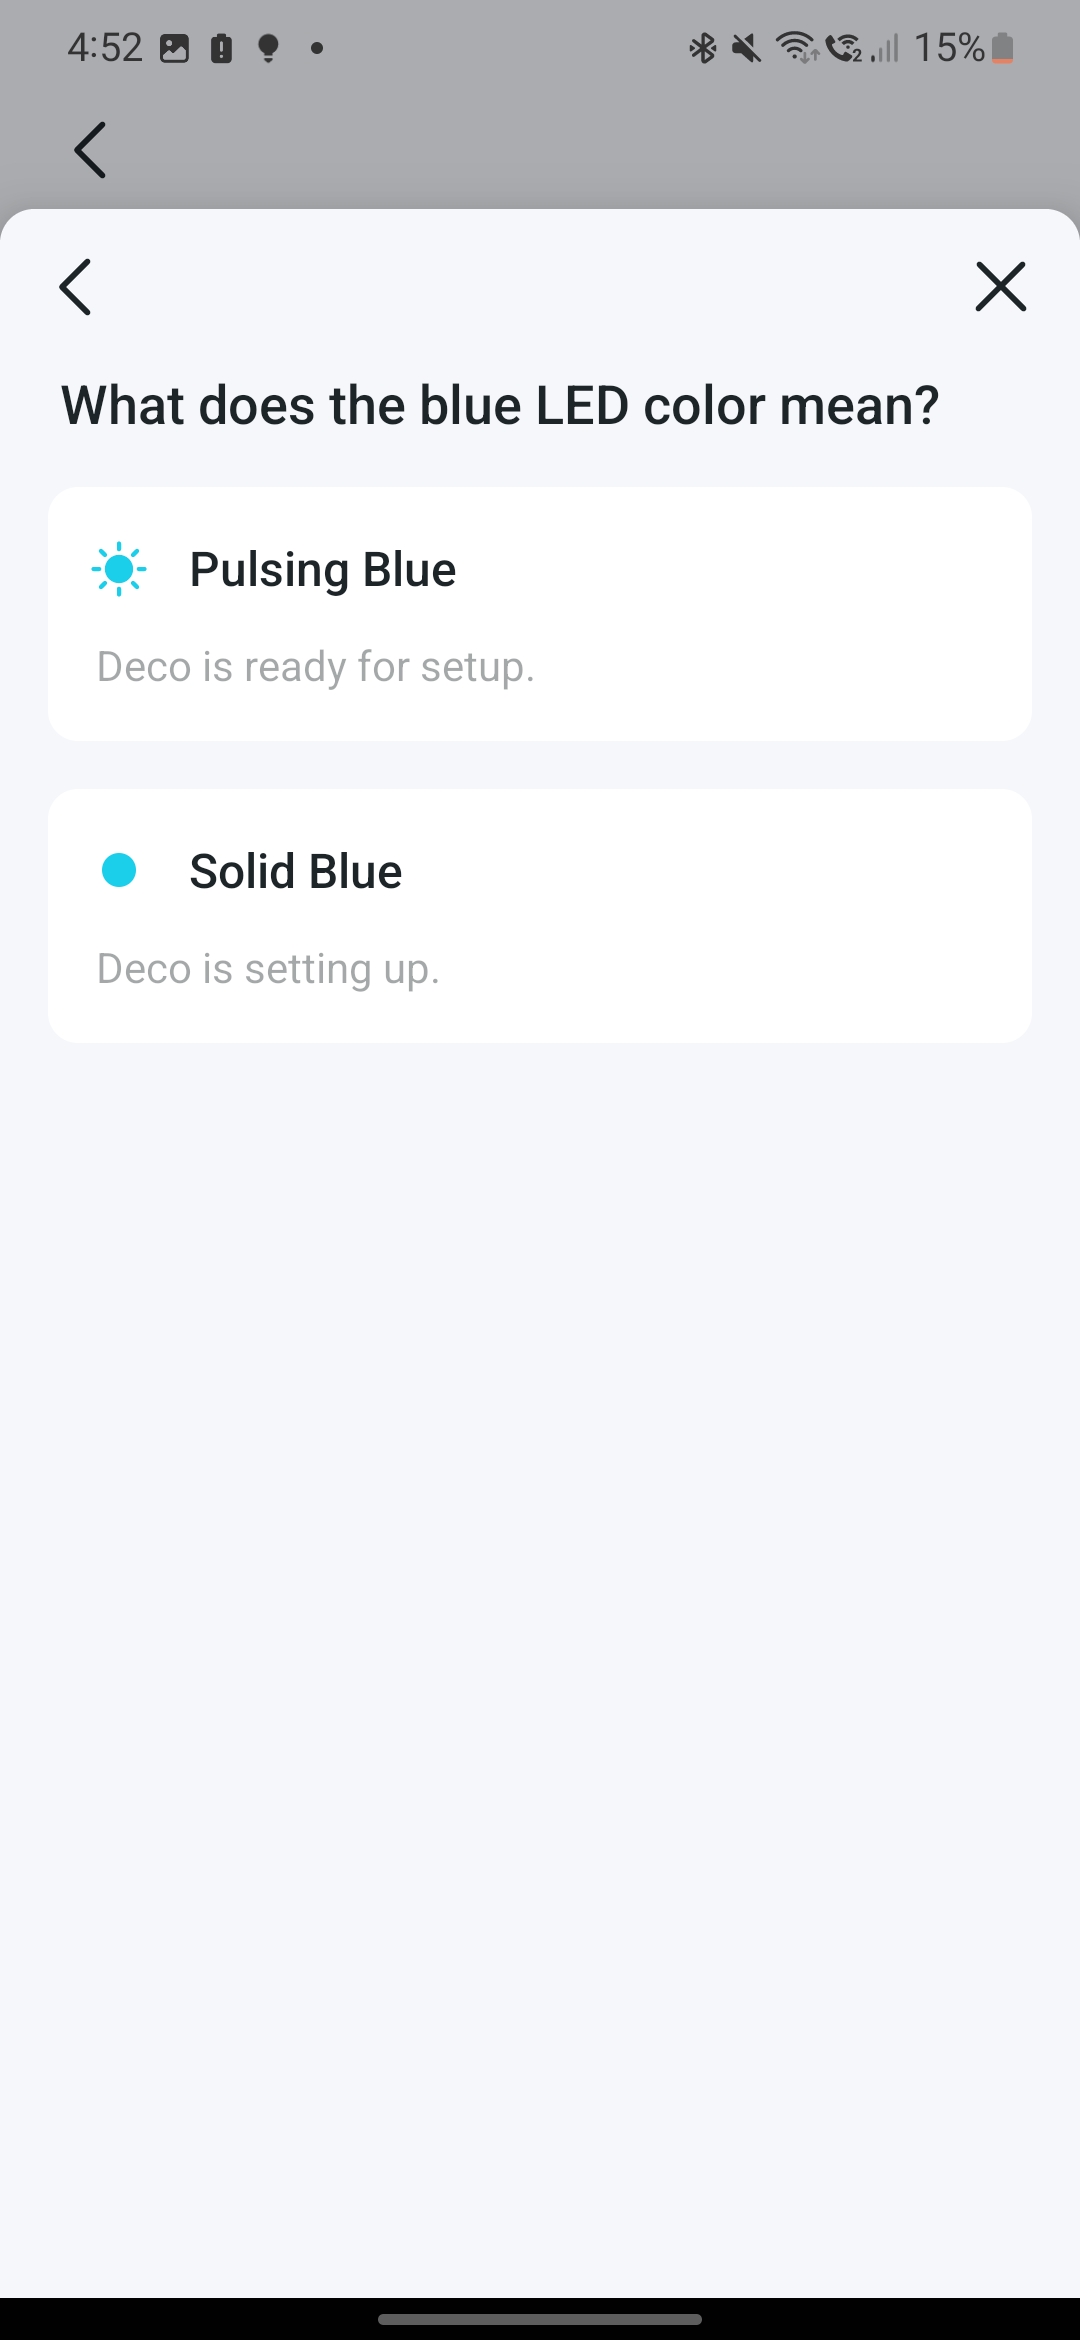 4:52
2
15%
What does the blue LED color mean?
Pulsing Blue
Deco is ready for setup.
Solid Blue
Deco is setting up.